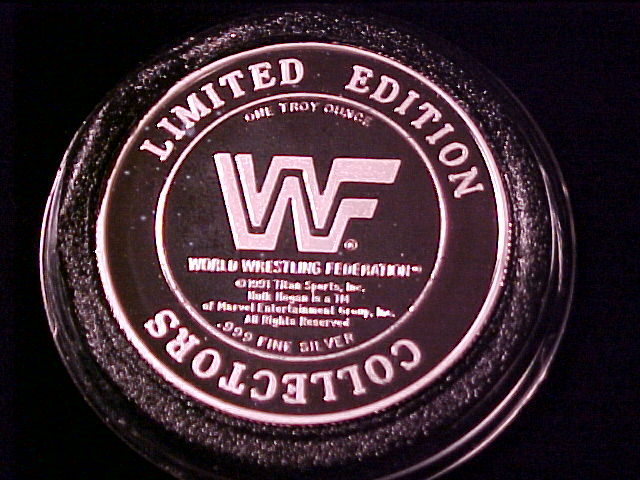 LIMITED EDITION
ONE TROY OUNCE
WF®
WORLD WRESTLING FEDERATION™
©1991 Titan Sports, Inc.
Hulk Hogan is a TM
of Marvel Entertainment Group, Inc.
All Rights Reserved
.999 FINE SILVER
COLLECTORS